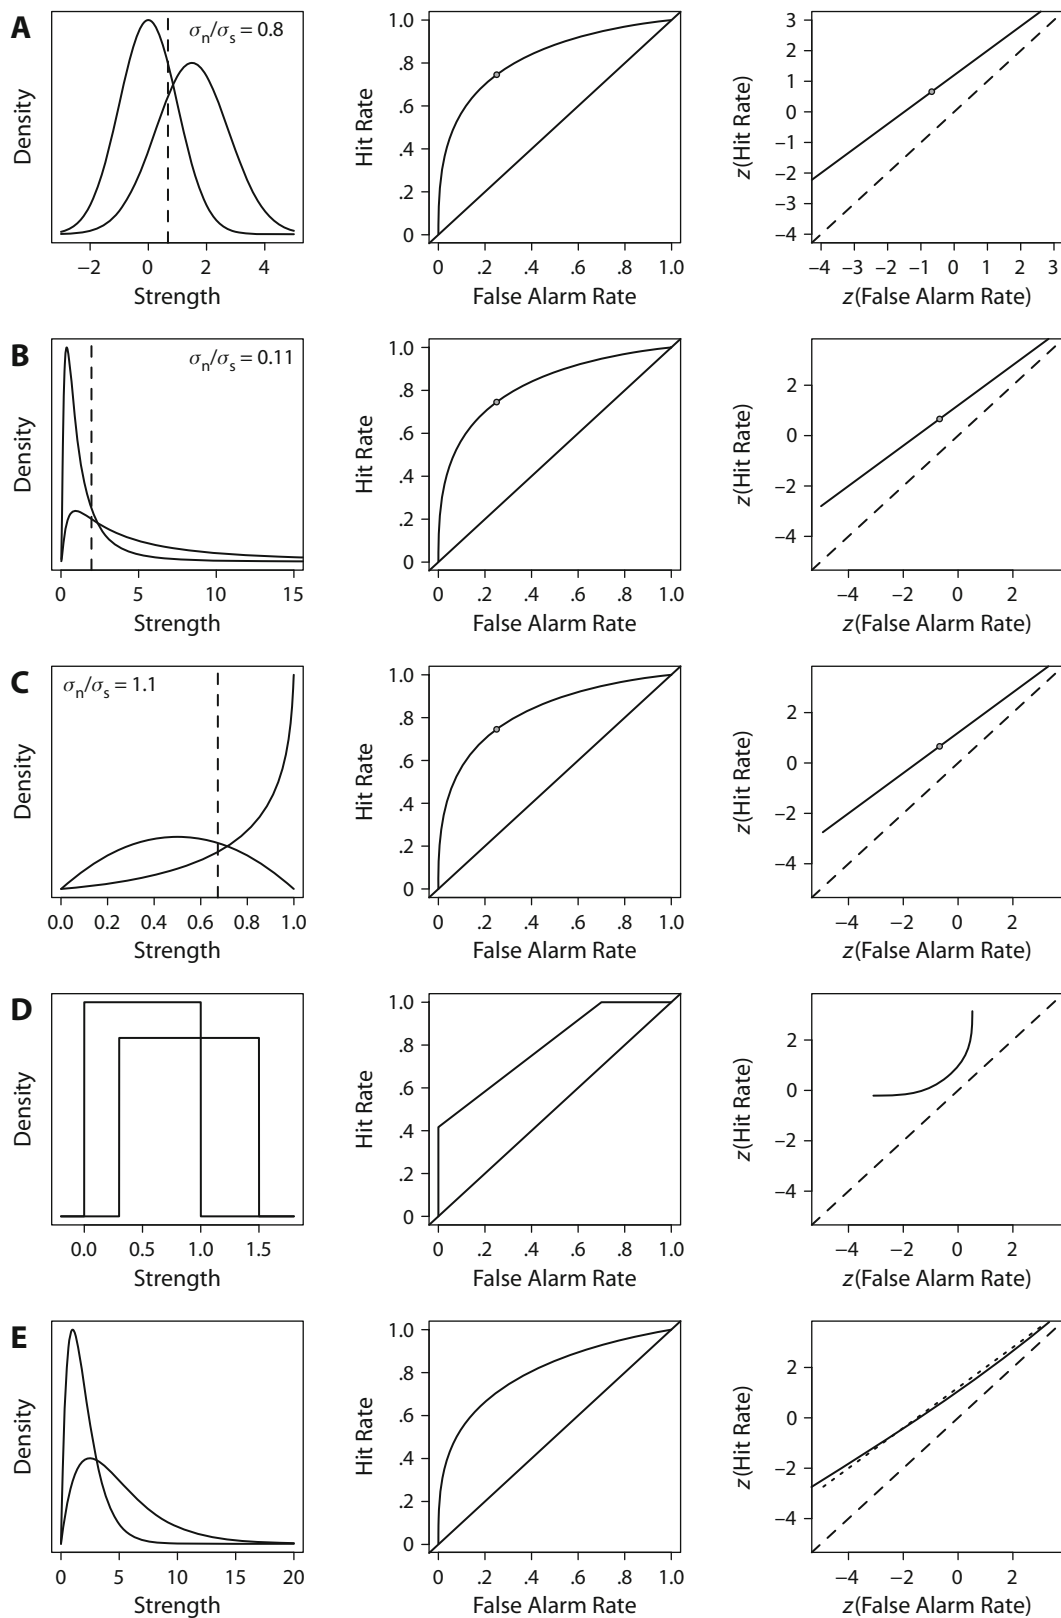 A
σn/σs = 0.8
Density
−2 0 2 4
Strength
Hit Rate
1.0
.8
.6
.4
.2
0
0 .2 .4 .6 .8 1.0
False Alarm Rate
z(Hit Rate)
3
2
1
0
−1
−2
−3
−4
−4 −3 −2 −1 0 1 2 3
z(False Alarm Rate)
B
σn/σs = 0.11
Density
0 5 10 15
Strength
Hit Rate
1.0
.8
.6
.4
.2
0
0 .2 .4 .6 .8 1.0
False Alarm Rate
z(Hit Rate)
2
0
−2
−4
−4 −2 0 2
z(False Alarm Rate)
C
σn/σs = 1.1
Density
0.0 0.2 0.4 0.6 0.8 1.0
Strength
Hit Rate
1.0
.8
.6
.4
.2
0
0 .2 .4 .6 .8 1.0
False Alarm Rate
z(Hit Rate)
2
0
−2
−4
−4 −2 0 2
z(False Alarm Rate)
D
Density
0.0 0.5 1.0 1.5
Strength
Hit Rate
1.0
.8
.6
.4
.2
0
0 .2 .4 .6 .8 1.0
False Alarm Rate
z(Hit Rate)
2
0
−2
−4
−4 −2 0 2
z(False Alarm Rate)
E
Density
0 5 10 15 20
Strength
Hit Rate
1.0
.8
.6
.4
.2
0
0 .2 .4 .6 .8 1.0
False Alarm Rate
z(Hit Rate)
2
0
−2
−4
−4 −2 0 2
z(False Alarm Rate)